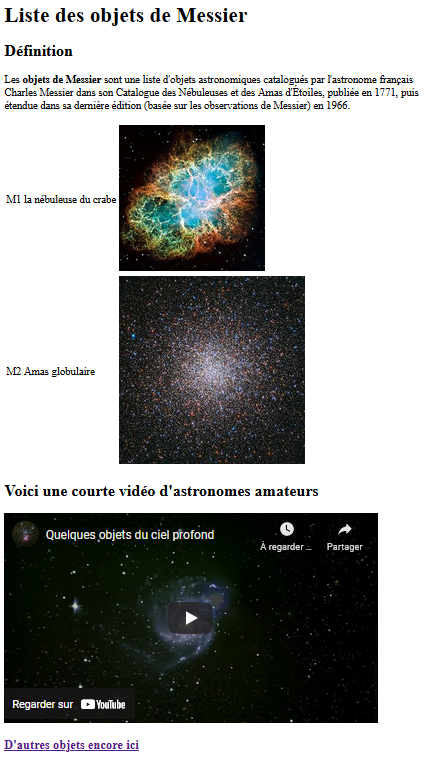 Liste des objets de Messier
Définition
Les objets de Messier sont une liste d'objets astronomiques catalogués par l'astronome français
Charles Messier dans son Catalogue des Nébuleuses et des Amas d'Étoiles, publiée en 1771, puis
étendue dans sa dernière édition (basée sur les observations de Messier) en 1966.
M1 la nébuleuse du crabe
M2 Amas globulaire
Voici une courte vidéo d'astronomes amateurs
Quelques objets du ciel profond
À regarder ...
Partager
Regarder sur YouTube
D'autres objets encore ici